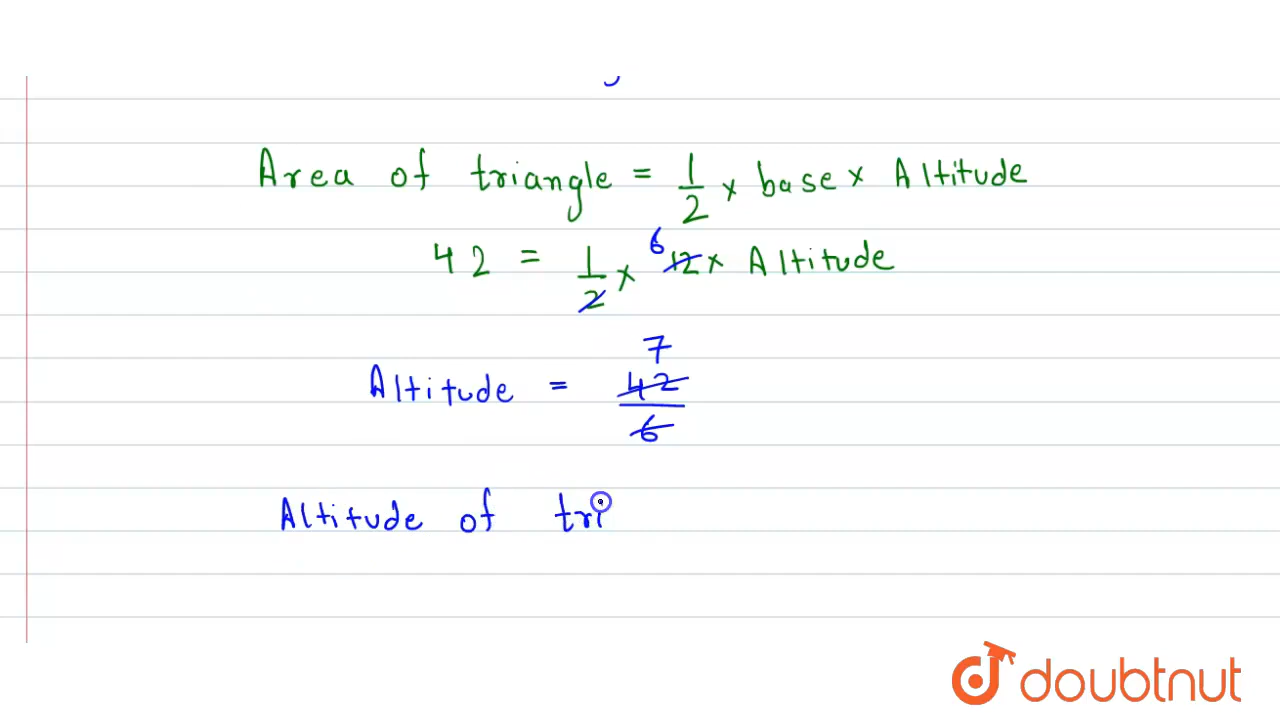 Area of triangle = 1/2 × base × Altitude
42 = 1/2 × 6 12 × Altitude
7
Altitude = 42/6
Altitude of tri
doubtnut